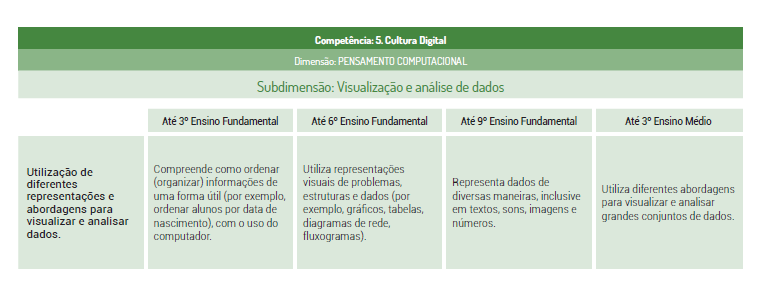 Competência: 5. Cultura Digital
Dimensão: PENSAMENTO COMPUTACIONAL
Subdimensão: Visualização e análise de dados
Até 3º Ensino Fundamental
Até 6º Ensino Fundamental
Até 9º Ensino Fundamental
Até 3º Ensino Médio
Utilização de
diferentes
representações e
abordagens para
visualizar e analisar
dados.
Compreende como ordenar
(organizar) informações de
uma forma útil (por exemplo,
ordenar alunos por data de
nascimento), com o uso do
computador.
Utiliza representações
visuais de problemas,
estruturas e dados (por
exemplo, gráficos, tabelas,
diagramas de rede,
fluxogramas).
Representa dados de
diversas maneiras, inclusive
em textos, sons, imagens e
números.
Utiliza diferentes abordagens
para visualizar e analisar
grandes conjuntos de dados.